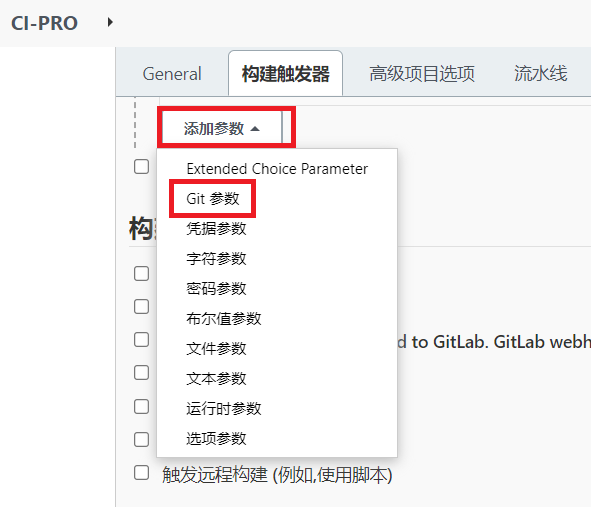 CI-PRO
General 构建触发器 高级项目选项 流水线
添加参数
Extended Choice Parameter
Git 参数
构
凭据参数
字符参数
密码参数
布尔值参数
d to GitLab. GitLab webh
文件参数
文本参数
运行时参数
选项参数
触发远程构建 (例如,使用脚本)